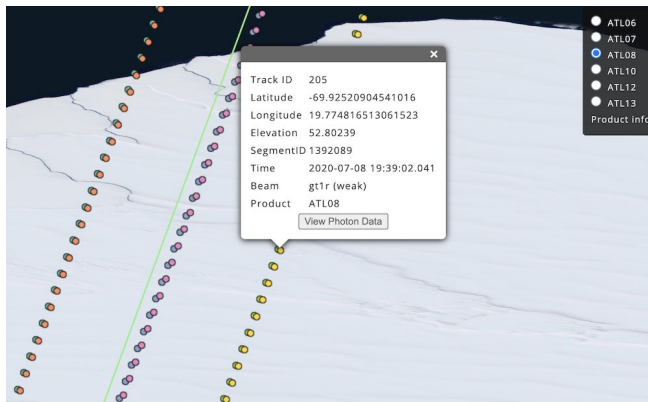 ×
Track ID 205
Latitude -69.92520904541016
Longitude 19.774816513061523
Elevation 52.80239
SegmentID 1392089
Time 2020-07-08 19:39:02.041
Beam gt1r (weak)
Product ATL08
View Photon Data
ATL06
ATL07
ATL08
ATL10
ATL12
ATL13
Product info